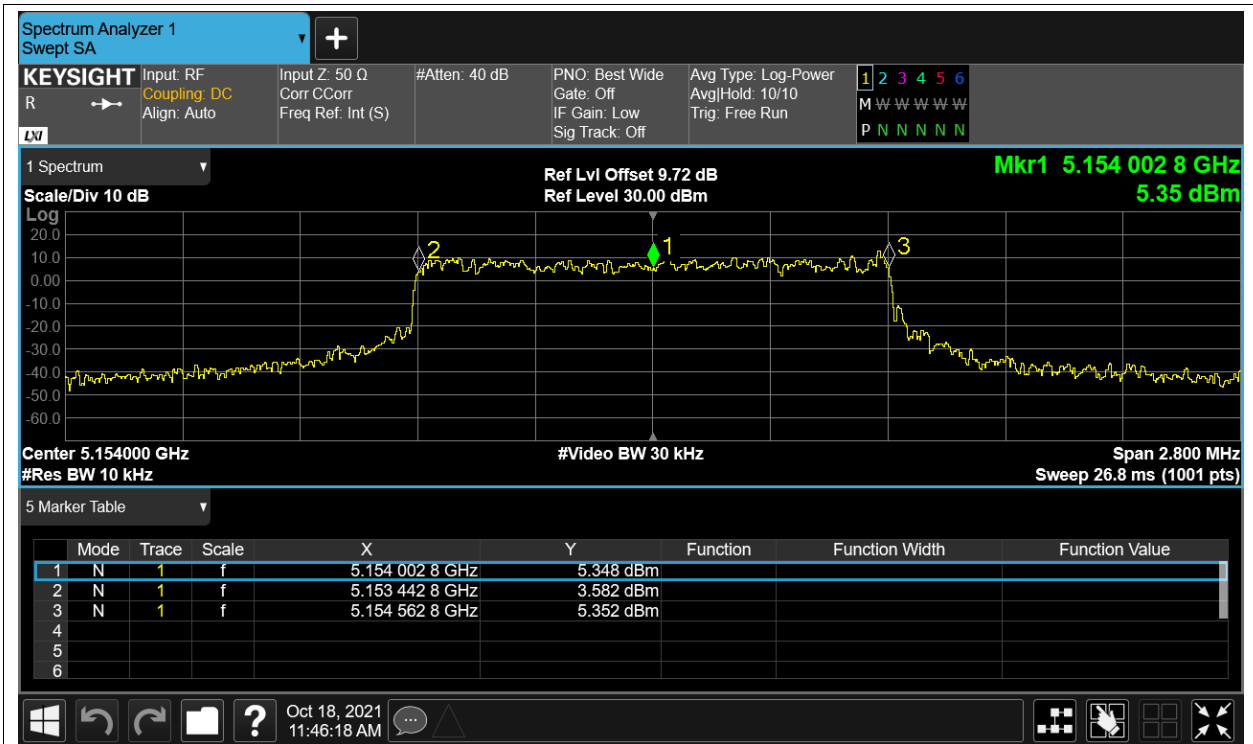 Spectrum Analyzer 1
Swept SA
KEYSIGHT
R
LXI
Input: RF
Coupling: DC
Align: Auto
Input Z: 50 Ω
Corr CCorr
Freq Ref: Int (S)
#Atten: 40 dB
PNO: Best Wide
Gate: Off
IF Gain: Low
Sig Track: Off
Avg Type: Log-Power
Avg|Hold: 10/10
Trig: Free Run
1 2 3 4 5 6
M W W W W W
P N N N N N
1 Spectrum
Scale/Div 10 dB
Ref Lvl Offset 9.72 dB
Ref Level 30.00 dBm
Mkr1 5.154 002 8 GHz
5.35 dBm
Log
20.0
10.0
0.00
-10.0
-20.0
-30.0
-40.0
-50.0
-60.0
2
1
3
Center 5.154000 GHz
#Video BW 30 kHz
Span 2.800 MHz
#Res BW 10 kHz
Sweep 26.8 ms (1001 pts)
5 Marker Table
Mode Trace Scale X Y Function Function Width Function Value
1 N 1 f 5.154 002 8 GHz 5.348 dBm
2 N 1 f 5.153 442 8 GHz 3.582 dBm
3 N 1 f 5.154 562 8 GHz 5.352 dBm
4
5
6
?
Oct 18, 2021
11:46:18 AM